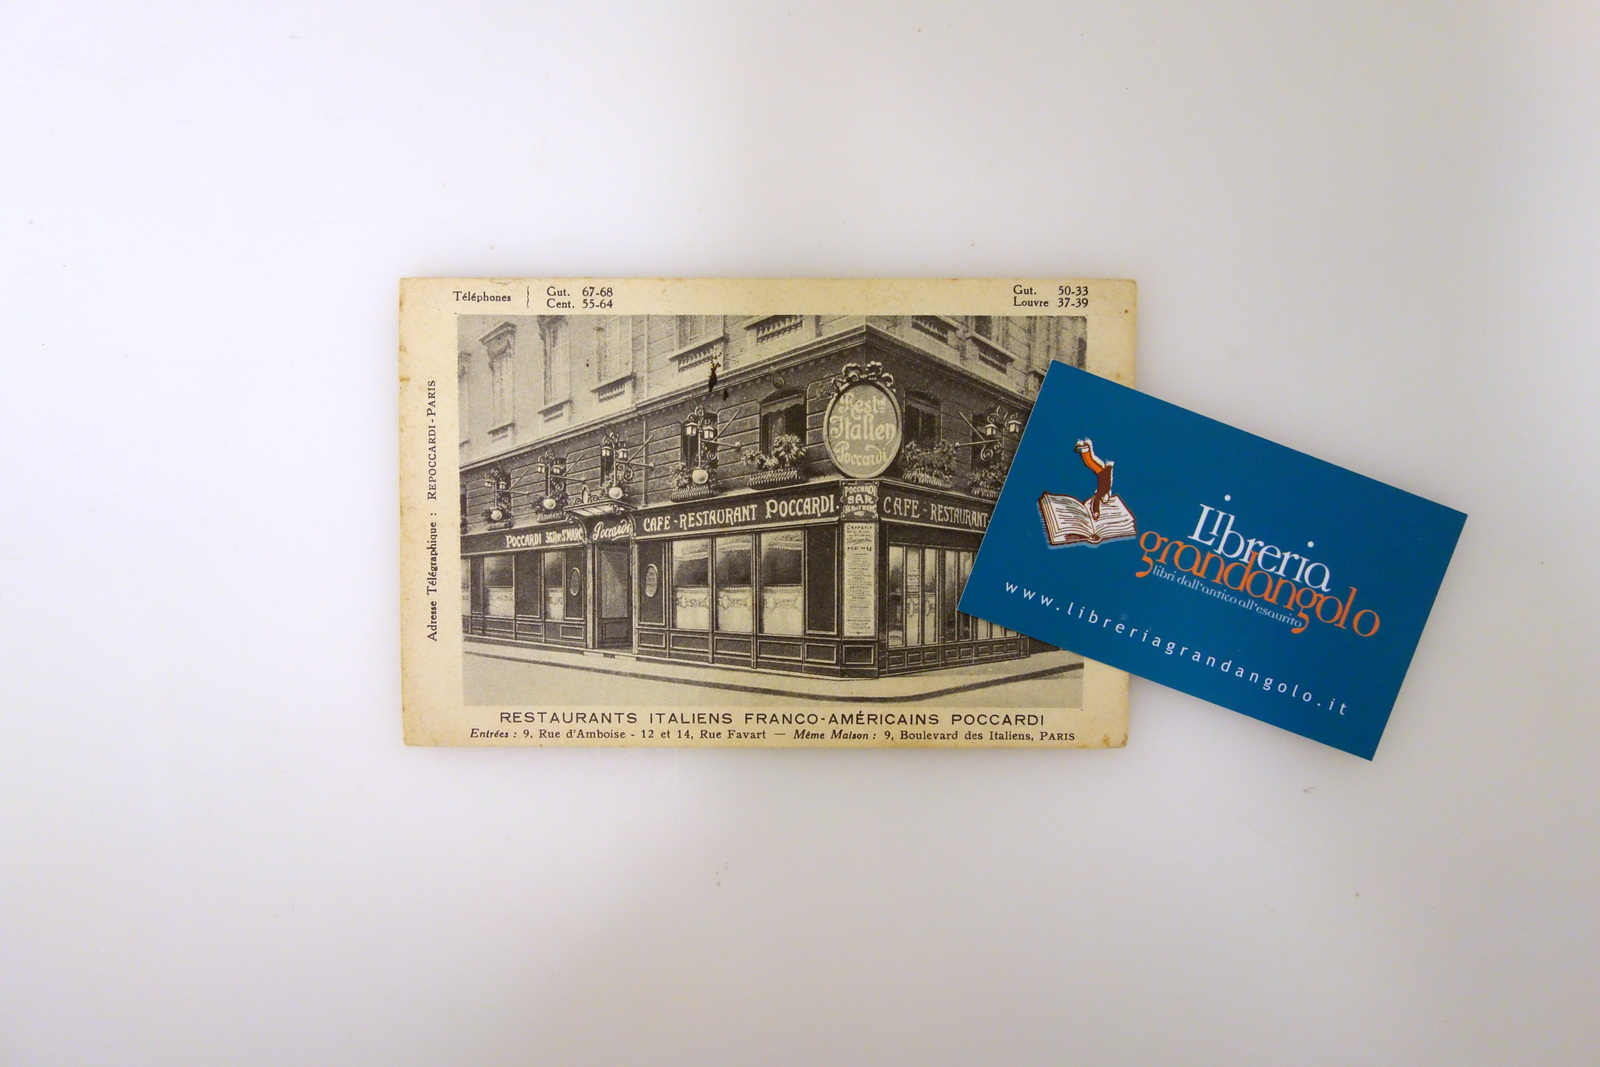 Téléphones
Gut. 67-68
Cent. 55-64
Gut. 50-33
Louvre 37-39
Adresse Télégraphique : REPOCCARDI-PARIS
Rest.
Italien
Poccardi
POCCARDI
BAR
POCCARDI
Poccardi
CAFE-RESTAURANT POCCARDI.
CAFE-RESTAURANT
MENU
RESTAURANTS ITALIENS FRANCO-AMÉRICAINS POCCARDI
Entrées : 9, Rue d'Amboise - 12 et 14, Rue Favart — Même Maison : 9, Boulevard des Italiens, PARIS
Libreria
grandangolo
libri dall'antico all'esaurito
www.libreriagrandangolo.it